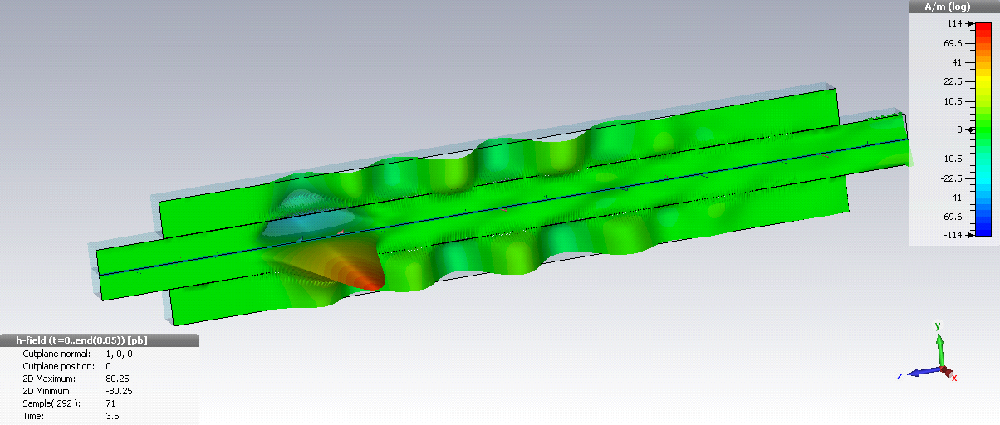 A/m (log)
114
69.6
41
22.5
10.5
0
-10.5
-22.5
-41
-69.6
-114
h-field (t=0..end(0.05)) [pb]
Cutplane normal: 1, 0, 0
Cutplane position: 0
2D Maximum: 80.25
2D Minimum: -80.25
Sample( 292 ): 71
Time: 3.5
y
z
x